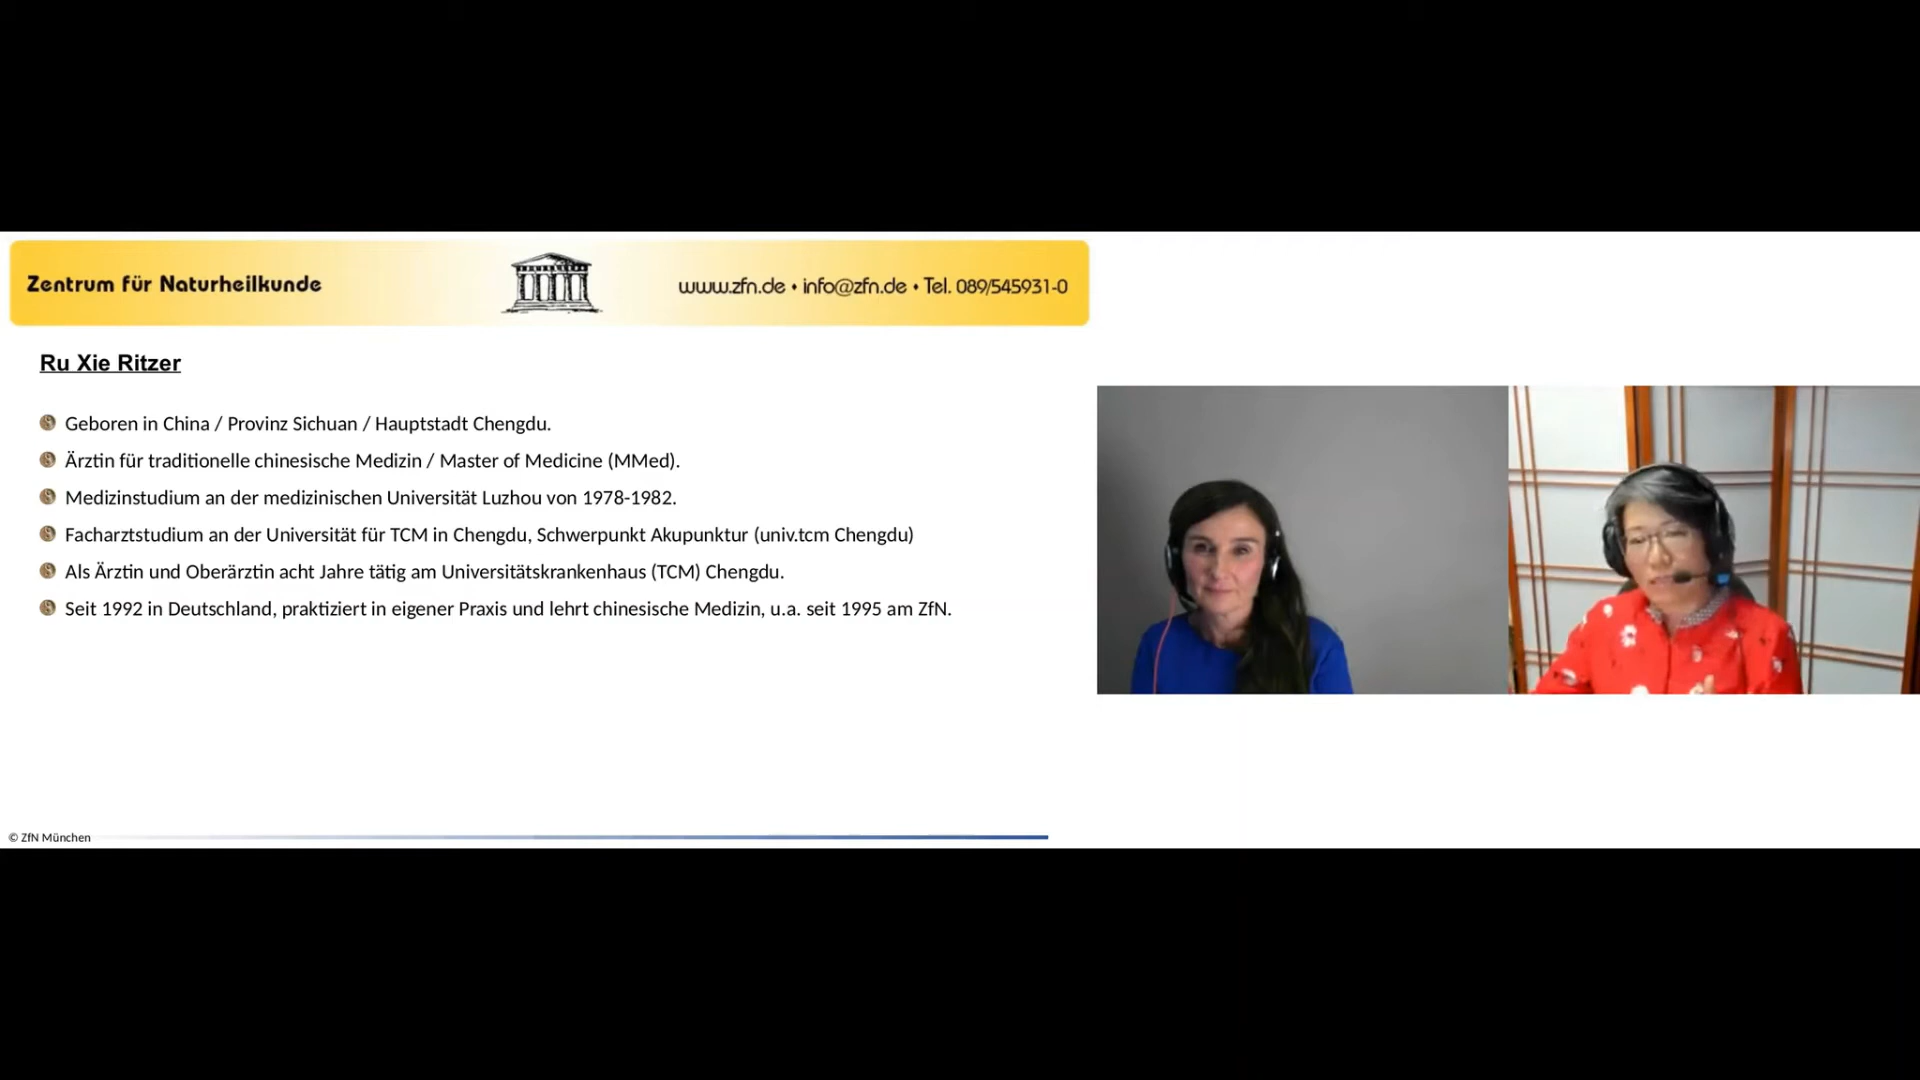 Zentrum für Naturheilkunde
www.zfn.de • info@zfn.de • Tel. 089/545931-0
Ru Xie Ritzer
Geboren in China / Provinz Sichuan / Hauptstadt Chengdu.
Ärztin für traditionelle chinesische Medizin / Master of Medicine (MMed).
Medizinstudium an der medizinischen Universität Luzhou von 1978-1982.
Facharztstudium an der Universität für TCM in Chengdu, Schwerpunkt Akupunktur (univ.tcm Chengdu)
Als Ärztin und Oberärztin acht Jahre tätig am Universitätskrankenhaus (TCM) Chengdu.
Seit 1992 in Deutschland, praktiziert in eigener Praxis und lehrt chinesische Medizin, u.a. seit 1995 am ZfN.
© ZfN München